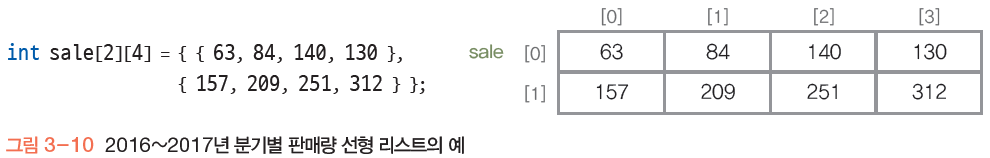 int sale[2][4] = { { 63, 84, 140, 130 },
{ 157, 209, 251, 312 } };
sale
[0] [1] [2] [3]
[0] 63 84 140 130
[1] 157 209 251 312
그림 3-10 2016~2017년 분기별 판매량 선형 리스트의 예